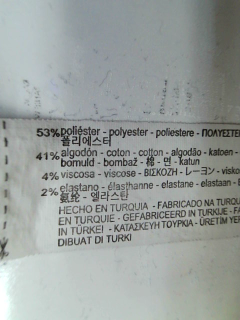 53% poliéster - polyester - poliestere - ΠΟΛΥΕΣΤΕ
폴리에스터
41% algodón - coton - cotton - algodão - katoen -
bomuld - bombaž - 棉 - 면 - katun
4% viscosa - viscose - ΒΙΣΚΟΖΗ - レーヨン - visko
2% elastano - élasthanne - elastane - elastaan -
氨纶 - 엘라스탄
HECHO EN TURQUIA - FABRICADO NA TURQU
EN TURQUIE - GEFABRICEERD IN TURKIJE - FA
IN TÜRKEI - ΚΑΤΑΣΚΕΥΗ ΤΟΥΡΚΙΑ - ÜRETİM YER
DIBUAT DI TURKI